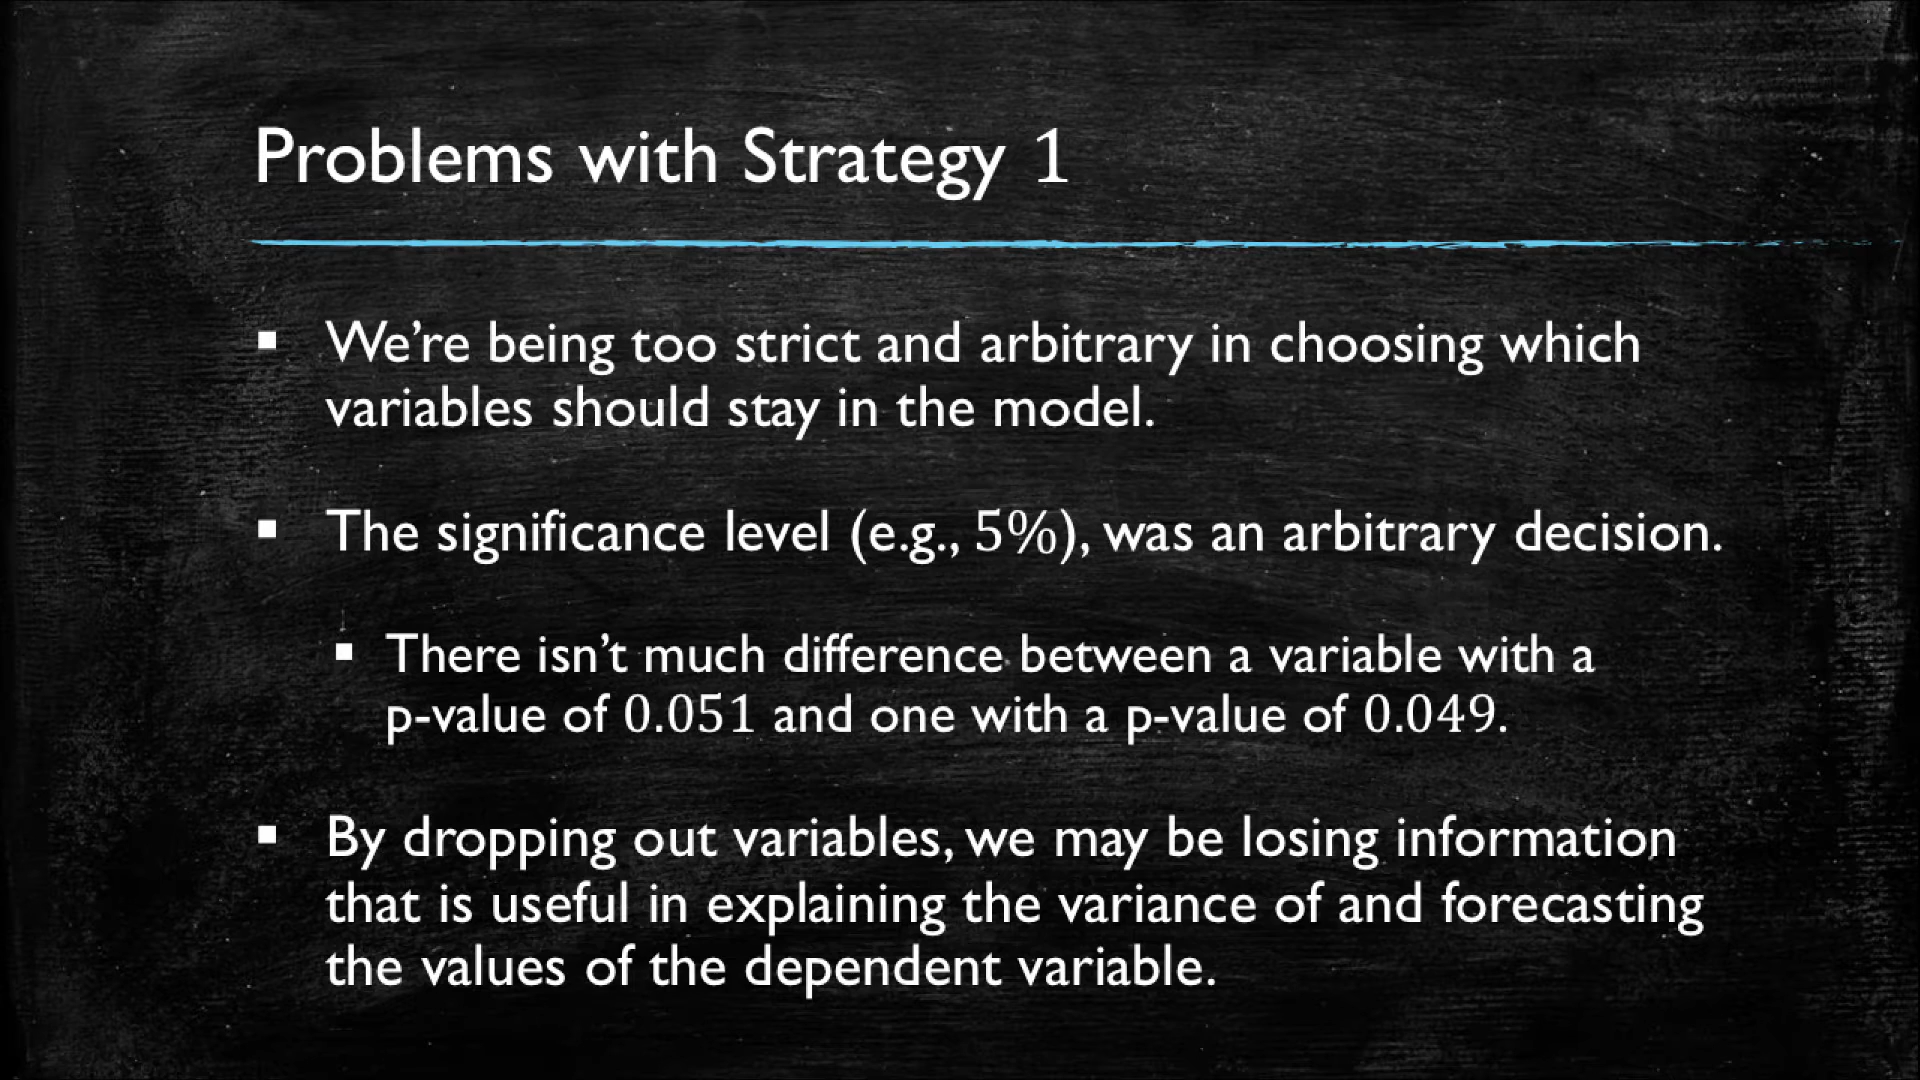 Problems with Strategy 1
▪ We're being too strict and arbitrary in choosing which
variables should stay in the model.
▪ The significance level (e.g., 5%), was an arbitrary decision.
▪ There isn't much difference between a variable with a
p-value of 0.051 and one with a p-value of 0.049.
▪ By dropping out variables, we may be losing information
that is useful in explaining the variance of and forecasting
the values of the dependent variable.